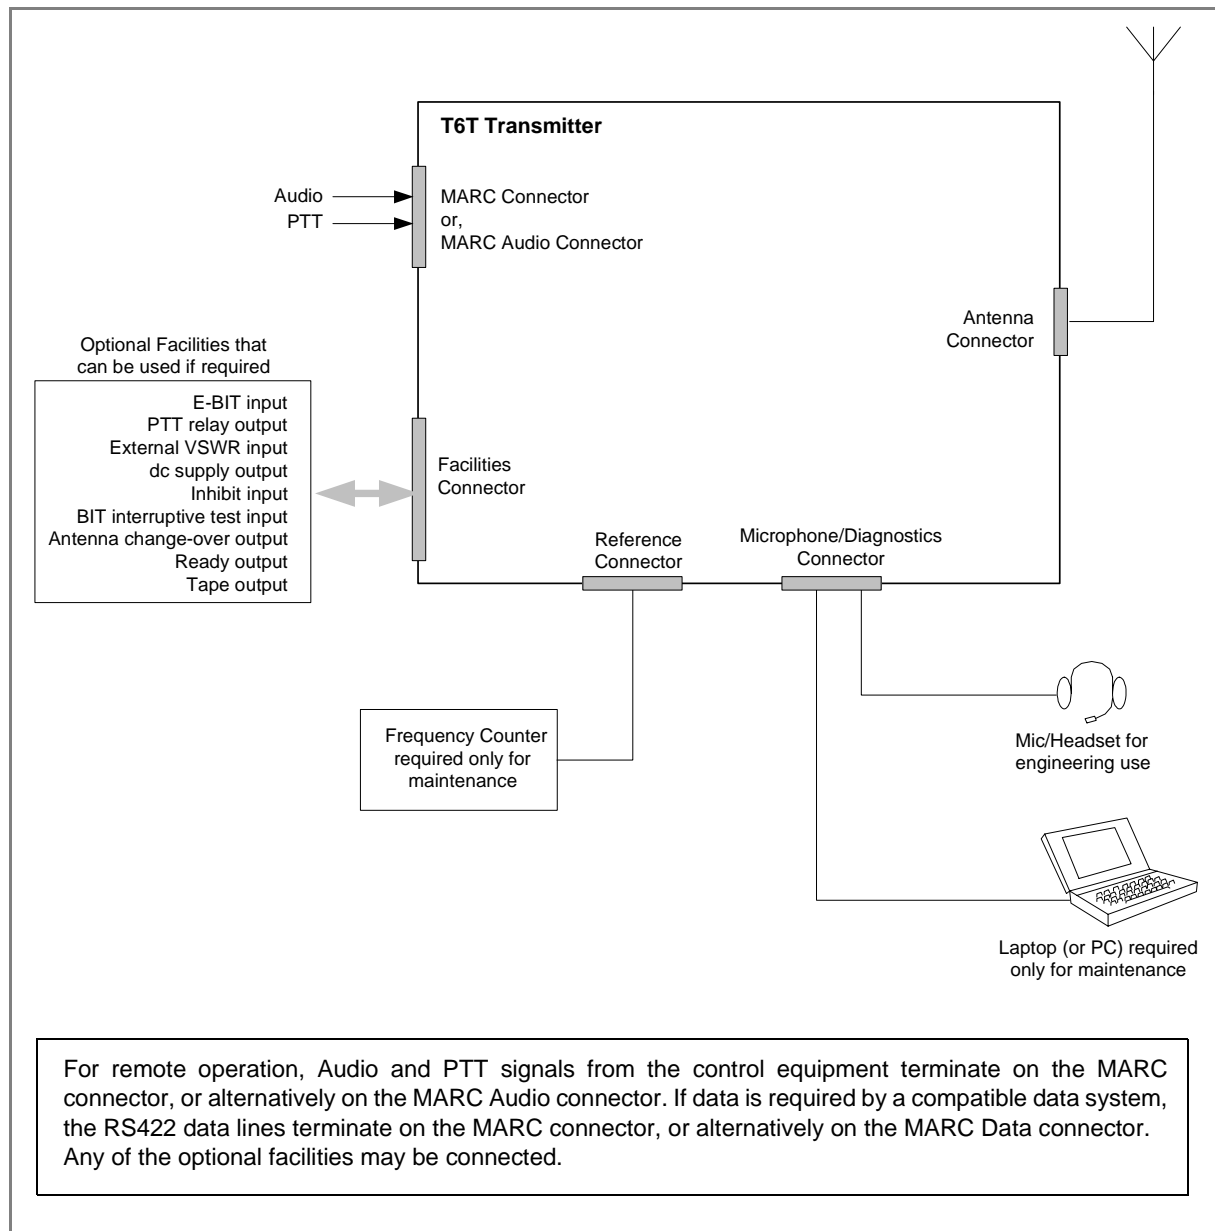 T6T Transmitter
Audio
PTT
MARC Connector
or,
MARC Audio Connector
Antenna
Connector
Optional Facilities that
can be used if required
E-BIT input
PTT relay output
External VSWR input
dc supply output
Inhibit input
BIT interruptive test input
Antenna change-over output
Ready output
Tape output
Facilities
Connector
Reference
Connector
Microphone/Diagnostics
Connector
Frequency Counter
required only for
maintenance
Mic/Headset for
engineering use
Laptop (or PC) required
only for maintenance
For remote operation, Audio and PTT signals from the control equipment terminate on the MARC
connector, or alternatively on the MARC Audio connector. If data is required by a compatible data system,
the RS422 data lines terminate on the MARC connector, or alternatively on the MARC Data connector.
Any of the optional facilities may be connected.